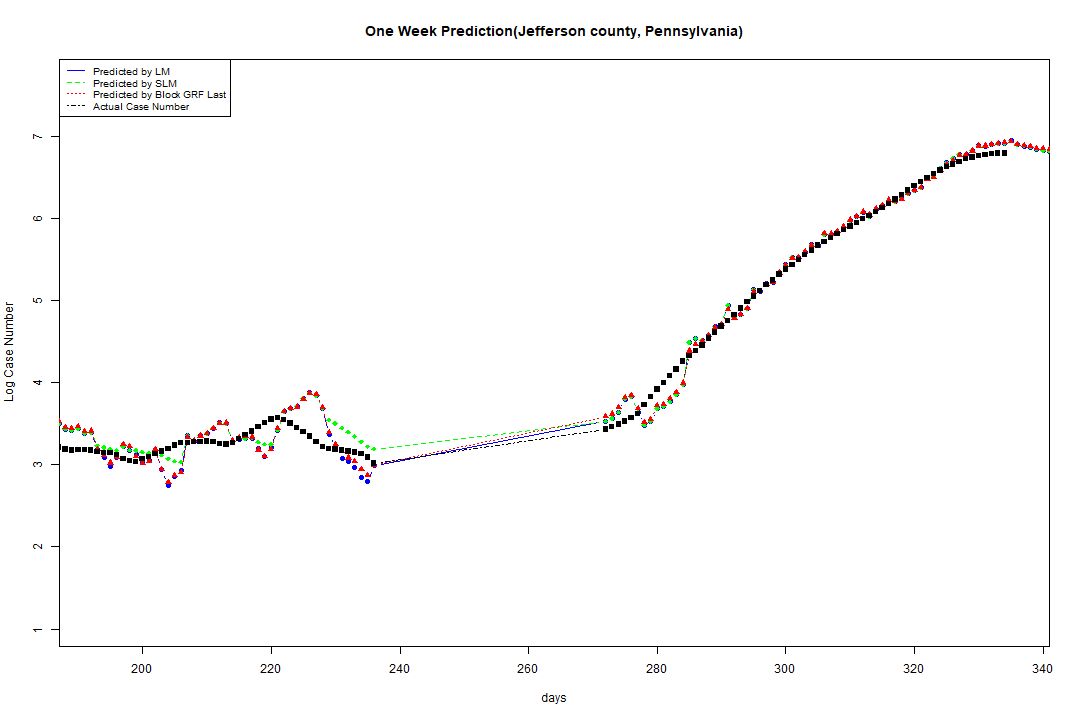 One Week Prediction(Jefferson county, Pennsylvania)
Predicted by LM
Predicted by SLM
Predicted by Block GRF Last
Actual Case Number
7
6
5
4
3
2
1
Log Case Number
200 220 240 260 280 300 320 340
days